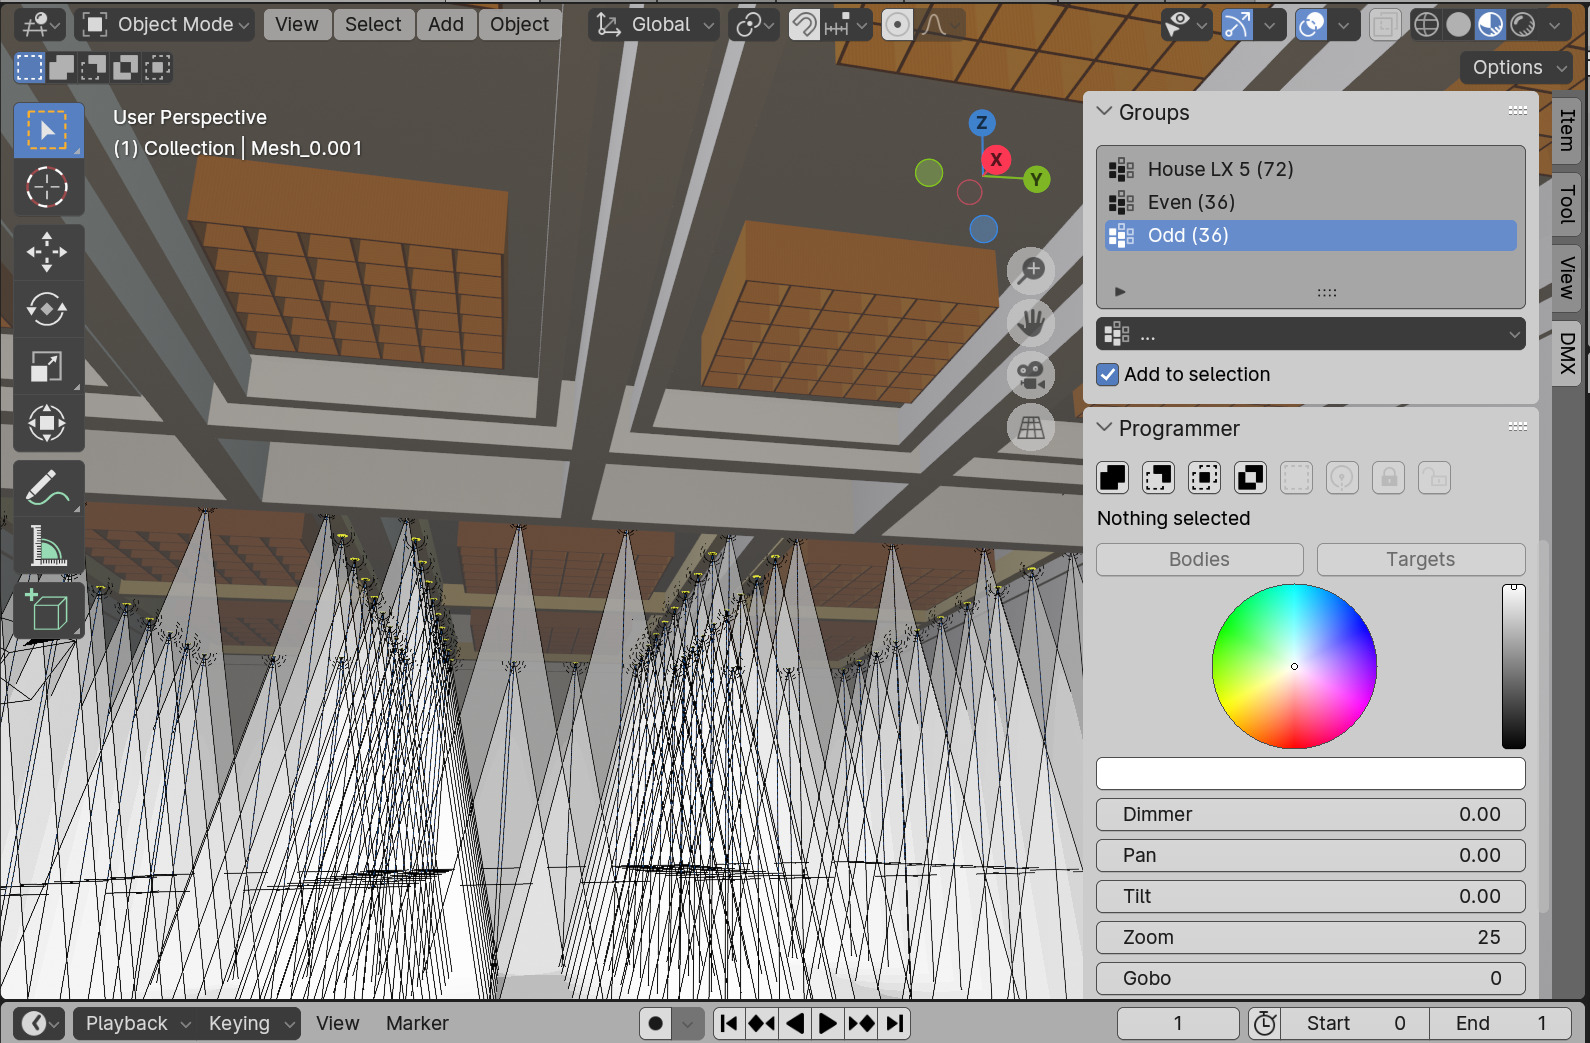 Object Mode
View
Select
Add
Object
Global
Options
User Perspective
(1) Collection | Mesh_0.001
Z
X
Y
Item
Tool
View
DMX
Groups
House LX 5 (72)
Even (36)
Odd (36)
...
Add to selection
Programmer
Nothing selected
Bodies
Targets
Dimmer 0.00
Pan 0.00
Tilt 0.00
Zoom 25
Gobo 0
Playback
Keying
View
Marker
1
Start 0
End 1